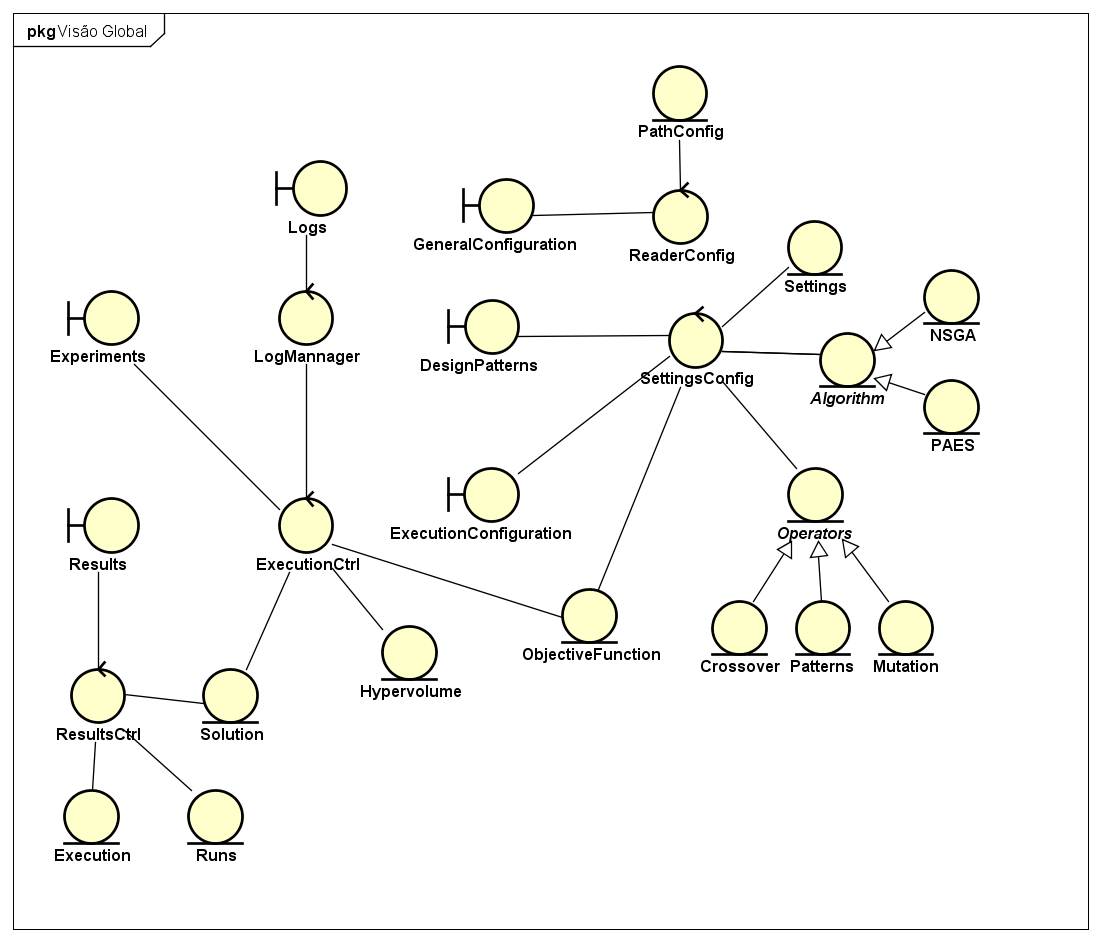 pkg Visão Global
PathConfig
Logs
GeneralConfiguration
ReaderConfig
Settings
NSGA
Experiments
LogMannager
DesignPatterns
SettingsConfig
Algorithm
PAES
ExecutionConfiguration
Operators
Results
ExecutionCtrl
ObjectiveFunction
Crossover
Patterns
Mutation
Hypervolume
ResultsCtrl
Solution
Execution
Runs